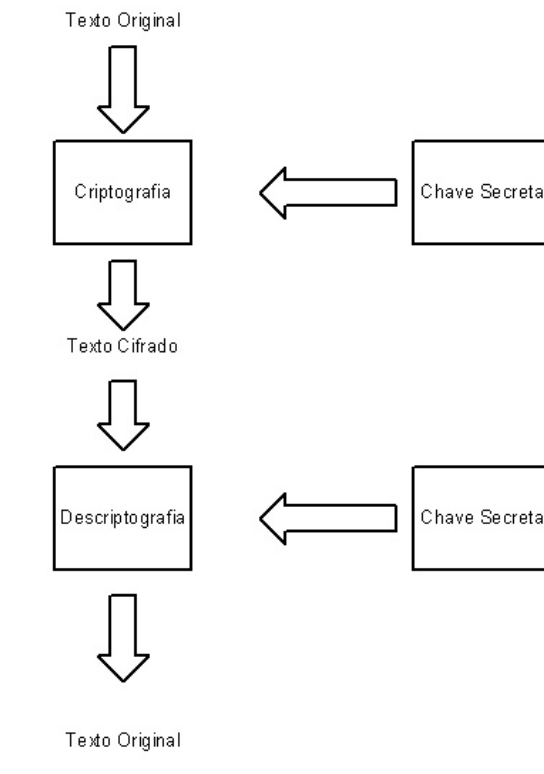 Texto Original
Criptografia
Chave Secreta
Texto Cifrado
Descriptografia
Chave Secreta
Texto Original